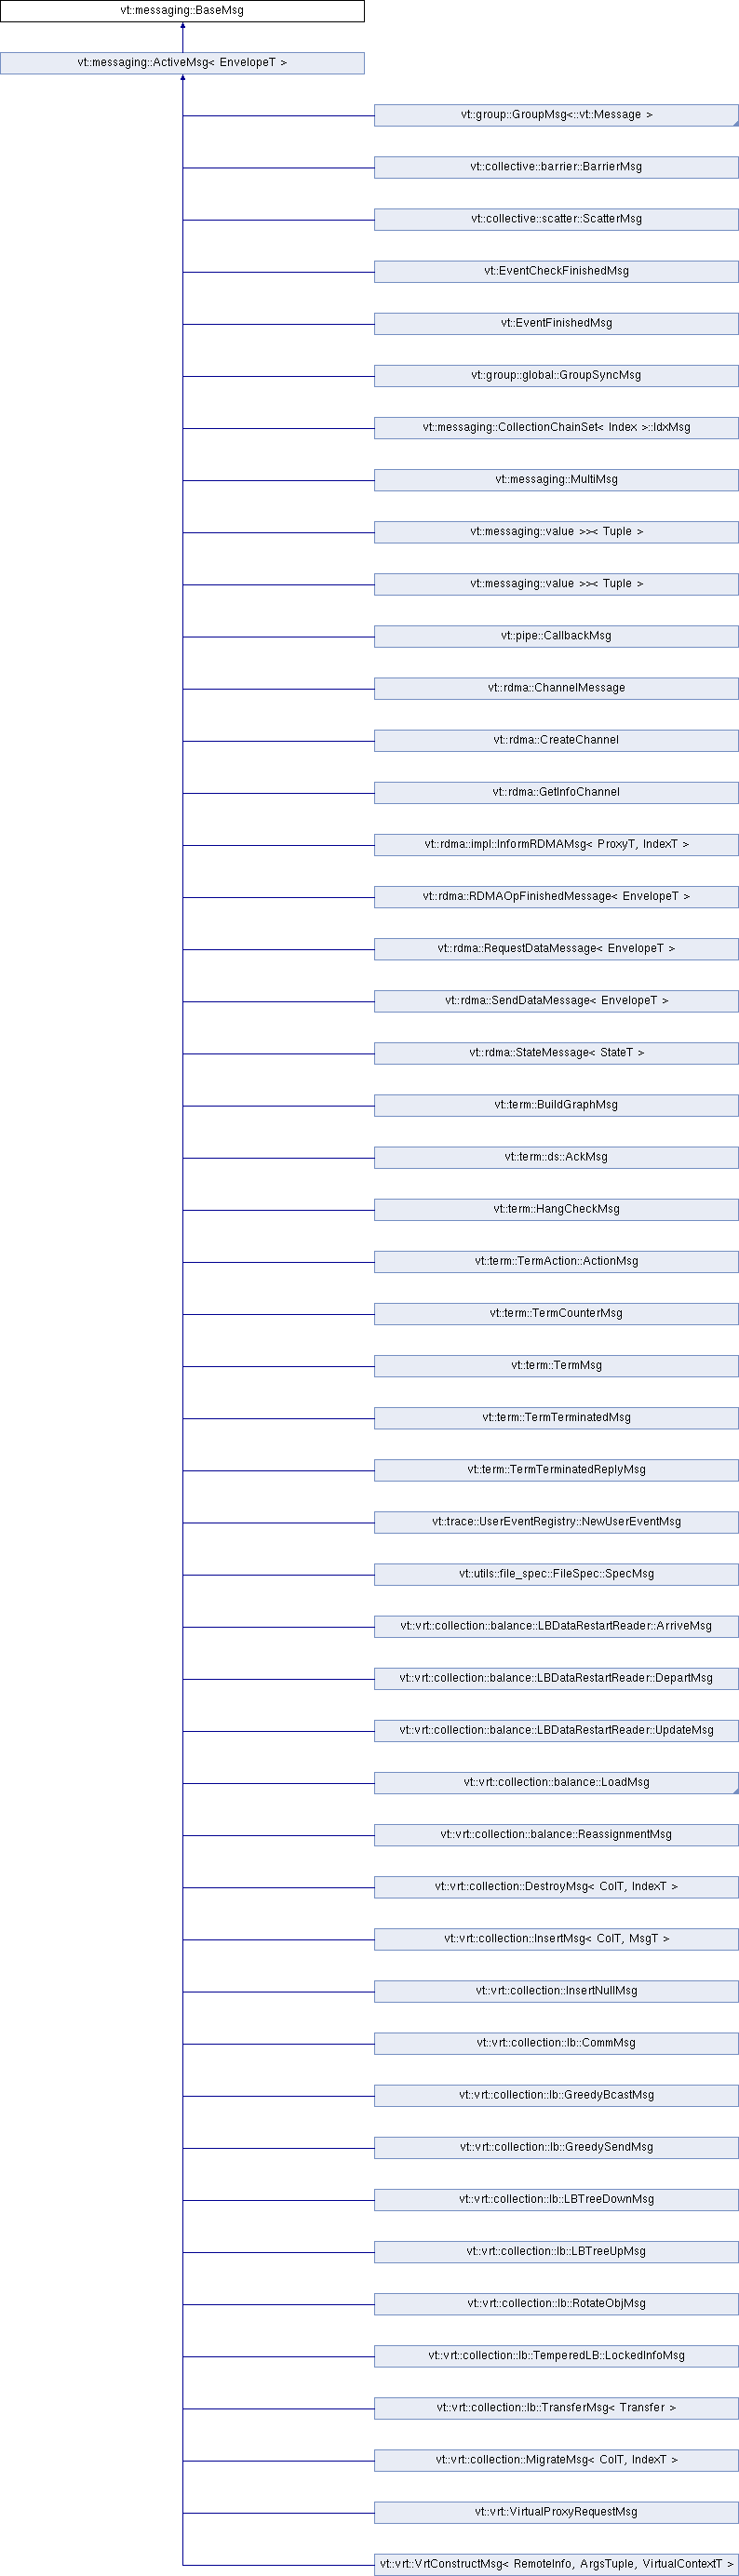 vt::messaging::BaseMsg
vt::messaging::ActiveMsg< EnvelopeT >
vt::group::GroupMsg<::vt::Message >
vt::collective::barrier::BarrierMsg
vt::collective::scatter::ScatterMsg
vt::EventCheckFinishedMsg
vt::EventFinishedMsg
vt::group::global::GroupSyncMsg
vt::messaging::CollectionChainSet< Index >::IdxMsg
vt::messaging::MultiMsg
vt::messaging::value >>< Tuple >
vt::messaging::value >>< Tuple >
vt::pipe::CallbackMsg
vt::rdma::ChannelMessage
vt::rdma::CreateChannel
vt::rdma::GetInfoChannel
vt::rdma::impl::InformRDMAMsg< ProxyT, IndexT >
vt::rdma::RDMAOpFinishedMessage< EnvelopeT >
vt::rdma::RequestDataMessage< EnvelopeT >
vt::rdma::SendDataMessage< EnvelopeT >
vt::rdma::StateMessage< StateT >
vt::term::BuildGraphMsg
vt::term::ds::AckMsg
vt::term::HangCheckMsg
vt::term::TermAction::ActionMsg
vt::term::TermCounterMsg
vt::term::TermMsg
vt::term::TermTerminatedMsg
vt::term::TermTerminatedReplyMsg
vt::trace::UserEventRegistry::NewUserEventMsg
vt::utils::file_spec::FileSpec::SpecMsg
vt::vrt::collection::balance::LBDataRestartReader::ArriveMsg
vt::vrt::collection::balance::LBDataRestartReader::DepartMsg
vt::vrt::collection::balance::LBDataRestartReader::UpdateMsg
vt::vrt::collection::balance::LoadMsg
vt::vrt::collection::balance::ReassignmentMsg
vt::vrt::collection::DestroyMsg< ColT, IndexT >
vt::vrt::collection::InsertMsg< ColT, MsgT >
vt::vrt::collection::InsertNullMsg
vt::vrt::collection::lb::CommMsg
vt::vrt::collection::lb::GreedyBcastMsg
vt::vrt::collection::lb::GreedySendMsg
vt::vrt::collection::lb::LBTreeDownMsg
vt::vrt::collection::lb::LBTreeUpMsg
vt::vrt::collection::lb::RotateObjMsg
vt::vrt::collection::lb::TemperedLB::LockedInfoMsg
vt::vrt::collection::lb::TransferMsg< Transfer >
vt::vrt::collection::MigrateMsg< ColT, IndexT >
vt::vrt::VirtualProxyRequestMsg
vt::vrt::VrtConstructMsg< RemoteInfo, ArgsTuple, VirtualContextT >